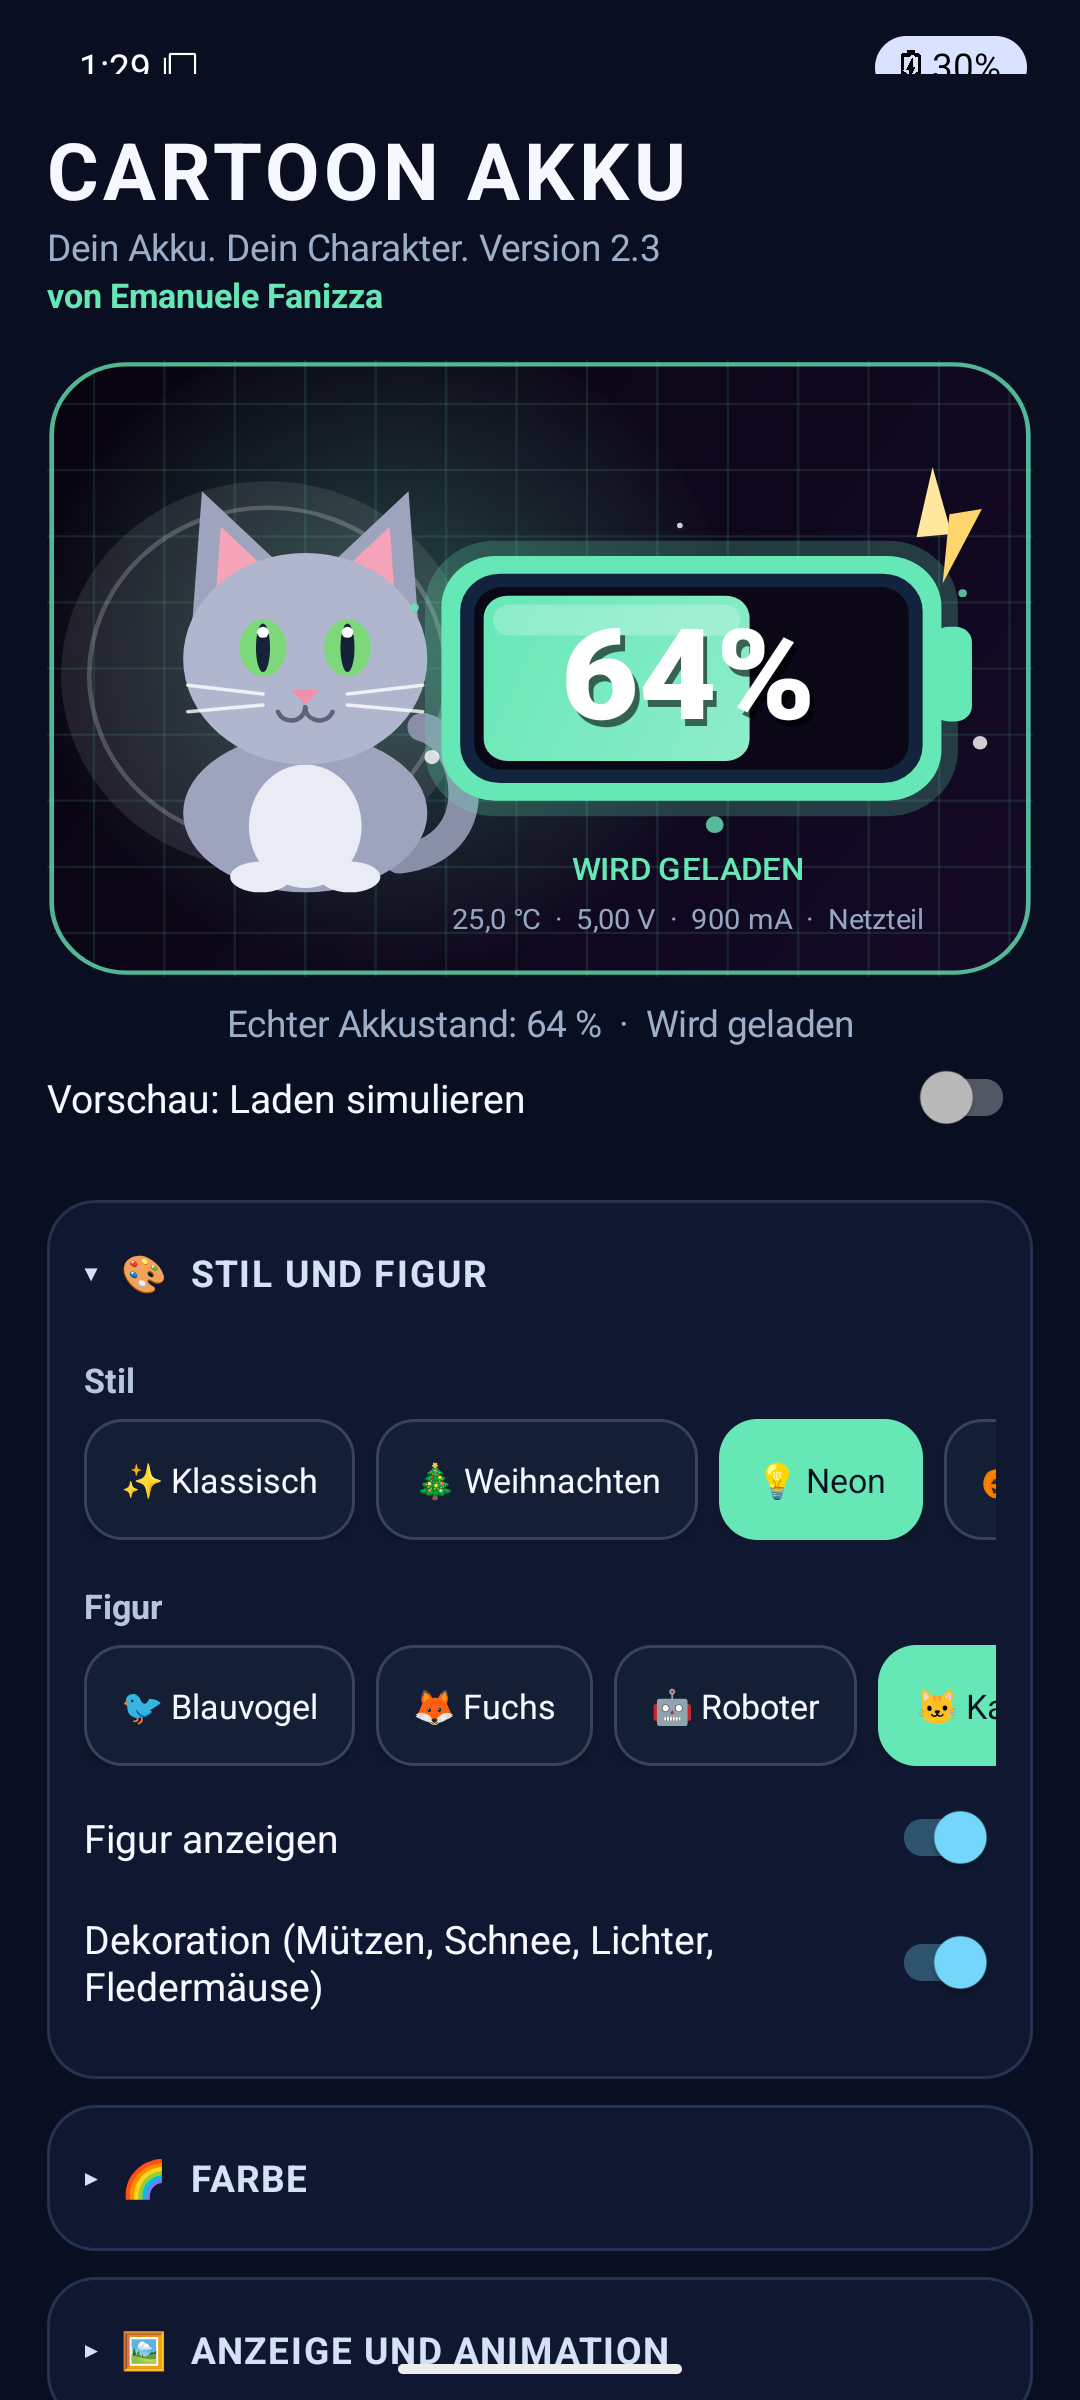 1:29
30%
CARTOON AKKU
Dein Akku. Dein Charakter. Version 2.3
von Emanuele Fanizza
64%
WIRD GELADEN
25,0 °C · 5,00 V · 900 mA · Netzteil
Echter Akkustand: 64 % · Wird geladen
Vorschau: Laden simulieren
▾ 🎨 STIL UND FIGUR
Stil
✨ Klassisch 🎄 Weihnachten 💡 Neon
Figur
🐦 Blauvogel 🦊 Fuchs 🤖 Roboter 🐱 Ka
Figur anzeigen
Dekoration (Mützen, Schnee, Lichter,
Fledermäuse)
▸ 🌈 FARBE
▸ 🖼️ ANZEIGE UND ANIMATION